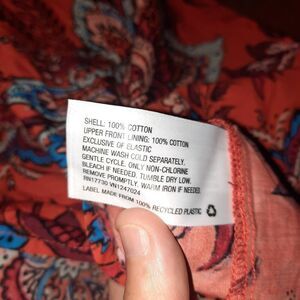 SHELL: 100% COTTON
UPPER FRONT LINING: 100% COTTON
EXCLUSIVE OF ELASTIC
MACHINE WASH COLD SEPARATELY,
GENTLE CYCLE. ONLY NON-CHLORINE
BLEACH IF NEEDED. TUMBLE DRY LOW.
REMOVE PROMPTLY. WARM IRON IF NEEDED.
RN17730 VN1247024
LABEL MADE FROM 100% RECYCLED PLASTIC